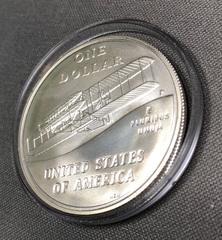 ONE
DOLLAR
E
PLURIBUS
UNUM
UNITED STATES
OF AMERICA